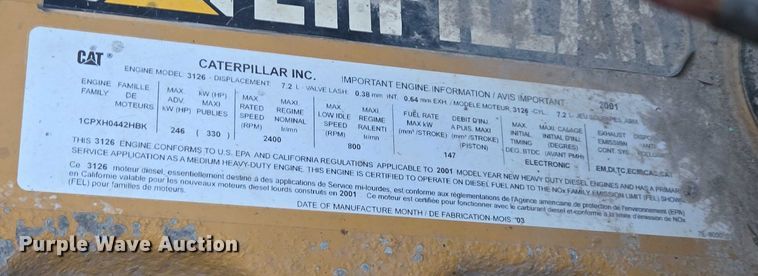 CATERPILLAR
CAT ® CATERPILLAR INC. IMPORTANT ENGINE INFORMATION / AVIS IMPORTANT 2001
ENGINE MODEL 3126 - DISPLACEMENT 7.2 L - VALVE LASH: 0.38 mm INT. 0.64 mm EXH. / MODELE MOTEUR, 3126 CYL. 7.2 L
ENGINE FAMILLE MAX. kW (HP) MAX. MAXI. MAX. MAXI. FUEL RATE DEBIT D'INJ. MAX. CALAGE EXHAUST
FAMILY DE ADV. MAXI RATED REGIME LOW IDLE REGIME MAX kW A PUIS. MAXI INITIAL INITIAL D'INJ. EMISSION
MOTEURS kW (HP) PUBLIES SPEED NOMINAL SPEED RALENTI (mm³/STROKE) (mm³/STROKE) TIMING CONT SYS.
(RPM) tr/mn (RPM) tr/mn (PISTON) DEG. BTDC (AVANT PMH)
1CPXH0442HBK 246 ( 330 ) 2400 800 147 ELECTRONIC EM,DI,TC,ECM,CAC,
THIS 3126 ENGINE CONFORMS TO U.S. EPA AND CALIFORNIA REGULATIONS APPLICABLE TO 2001 MODEL YEAR NEW HEAVY DUTY DIESEL ENGINES AND HAS A PRIMARY
SERVICE APPLICATION AS A MEDIUM HEAVY-DUTY ENGINE. THIS ENGINE IS CERTIFIED TO OPERATE ON DIESEL FUEL AND TO THE NOx FAMILY EMISSION LIMIT (FEL) SHOWN.
Ce 3126 moteur diesel, essentiellement destiné à des applications de Service mi-lourdes, est conforme aux réglementations de l'Agence américaine de protection de l'environnement (EPA)
en Californie valable pour les nouveaux moteurs diesel lourds construits en 2001 Ce moteur est certifié pour fonctionner avec le carburant diesel et conforme à la limite d'émission de NOx
(FEL) pour familles de moteurs.
DATE OF MANUFACTURE MONTH / DE FABRICATION-MOIS '03
Purple Wave Auction